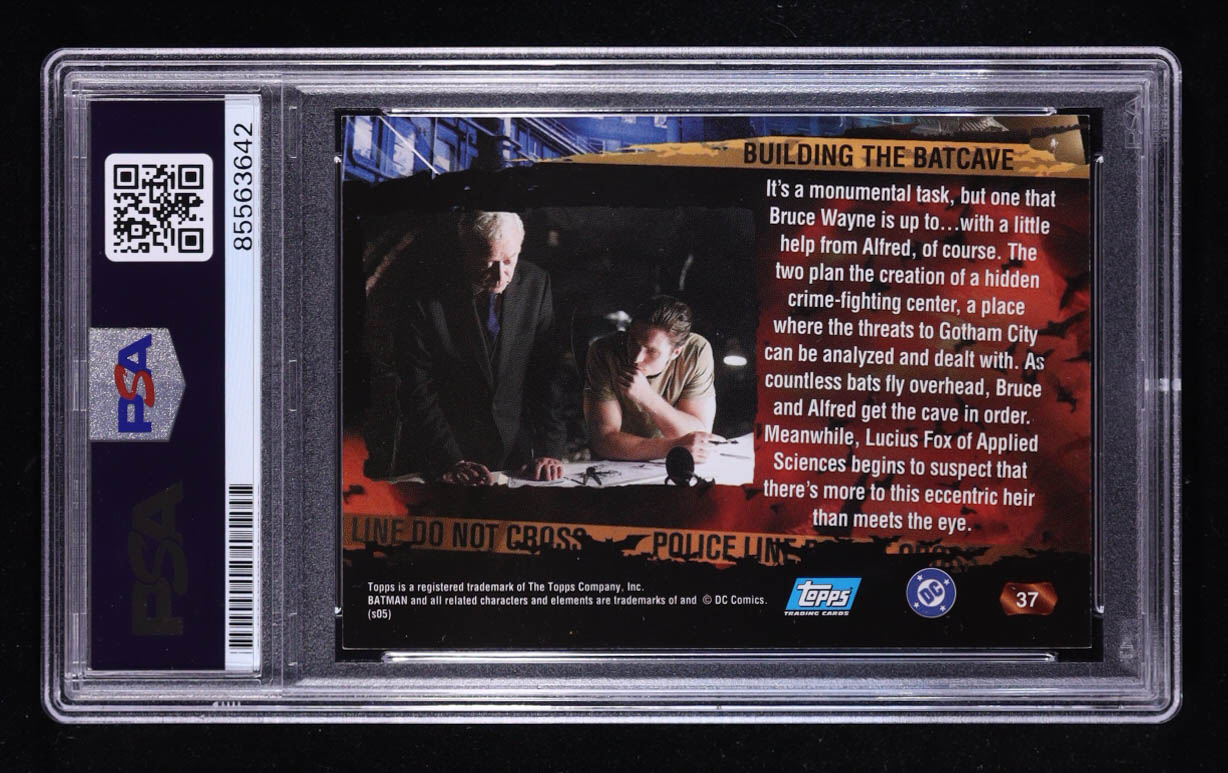 85563642
PSA
PSA
BUILDING THE BATCAVE
It's a monumental task, but one that
Bruce Wayne is up to...with a little
help from Alfred, of course. The
two plan the creation of a hidden
crime-fighting center, a place
where the threats to Gotham City
can be analyzed and dealt with. As
countless bats fly overhead, Bruce
and Alfred get the cave in order.
Meanwhile, Lucius Fox of Applied
Sciences begins to suspect that
there's more to this eccentric heir
than meets the eye.
LINE DO NOT CROSS
POLICE LINE
Topps is a registered trademark of The Topps Company, Inc.
BATMAN and all related characters and elements are trademarks of and © DC Comics.
(s05)
Topps
TRADING CARDS
DC
37